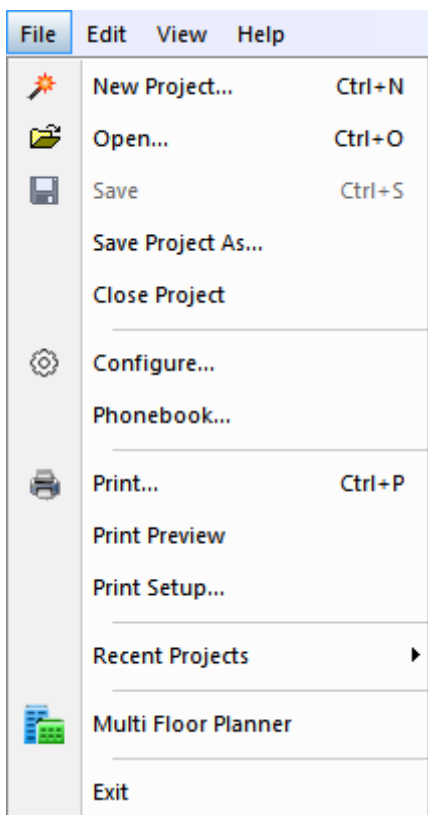 File Edit View Help
New Project... Ctrl+N
Open... Ctrl+O
Save Ctrl+S
Save Project As...
Close Project
Configure...
Phonebook...
Print... Ctrl+P
Print Preview
Print Setup...
Recent Projects
Multi Floor Planner
Exit